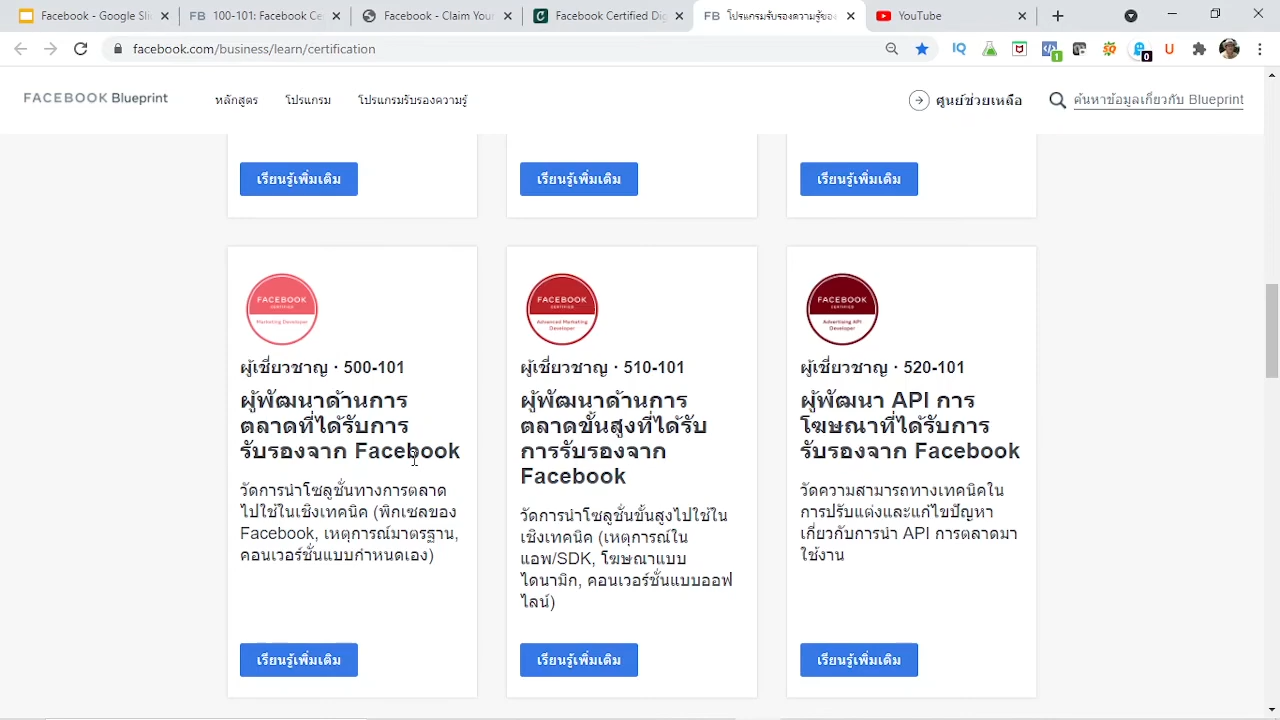 Facebook - Google Sli
100-101: Facebook Ce
Facebook - Client Your
Facebook Certified Dig
โปรแกรมรับรองความรู้ของ
YouTube
facebook.com/business/learn/certification
FACEBOOK Blueprint
หลักสูตร
โปรแกรม
โปรแกรมรับรองความรู้
ศูนย์ช่วยเหลือ
ค้นหาข้อมูลเกี่ยวกับ Blueprint
เรียนรู้เพิ่มเติม
เรียนรู้เพิ่มเติม
เรียนรู้เพิ่มเติม
FACEBOOK
CERTIFIED
Marketing Developer
ผู้เชี่ยวชาญ · 500-101
ผู้พัฒนาด้านการ
ตลาดที่ได้รับการ
รับรองจาก Facebook
วัดการนำโซลูชั่นทางการตลาด
ไปใช้ในเชิงเทคนิค (พิกเซลของ
Facebook, เหตุการณ์มาตรฐาน,
คอนเวอร์ชั่นแบบกำหนดเอง)
เรียนรู้เพิ่มเติม
FACEBOOK
CERTIFIED
Advanced Marketing
Developer
ผู้เชี่ยวชาญ · 510-101
ผู้พัฒนาด้านการ
ตลาดขั้นสูงที่ได้รับ
การรับรองจาก
Facebook
วัดการนำโซลูชั่นขั้นสูงไปใช้ใน
เชิงเทคนิค (เหตุการณ์ใน
แอพ/SDK, โฆษณาแบบ
ไดนามิก, คอนเวอร์ชั่นแบบออฟ
ไลน์)
เรียนรู้เพิ่มเติม
FACEBOOK
CERTIFIED
Advertising API
Developer
ผู้เชี่ยวชาญ · 520-101
ผู้พัฒนา API การ
โฆษณาที่ได้รับการ
รับรองจาก Facebook
วัดความสามารถทางเทคนิคใน
การปรับแต่งและแก้ไขปัญหา
เกี่ยวกับการนำ API การตลาดมา
ใช้งาน
เรียนรู้เพิ่มเติม